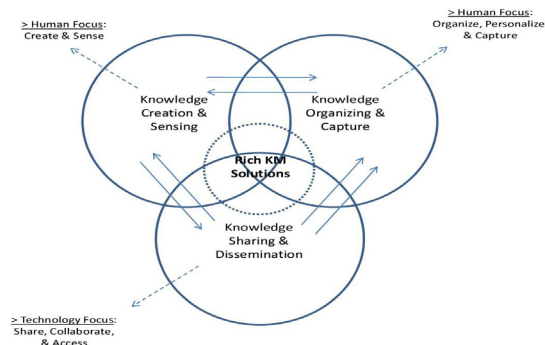 > Human Focus:
Create & Sense
> Human Focus:
Organize, Personalize
& Capture
Knowledge
Creation &
Sensing
Knowledge
Organizing &
Capture
Rich KM
Solutions
Knowledge
Sharing &
Dissemination
> Technology Focus:
Share, Collaborate,
& Access